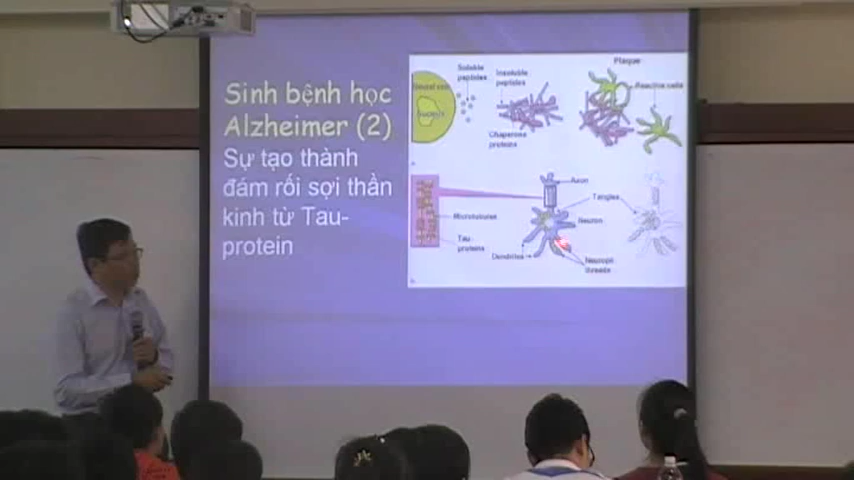 Sinh bệnh học
Alzheimer (2)
Sự tạo thành
đám rối sợi thần
kinh từ Tau-
protein
Soluble
peptides
Insoluble
peptides
Plaque
Reactive cells
Nucleus
Chaperone
proteins
Axon
Tangles
Microtubules
Neuron
Tau-
proteins
Dendrites
Neuropil
threads